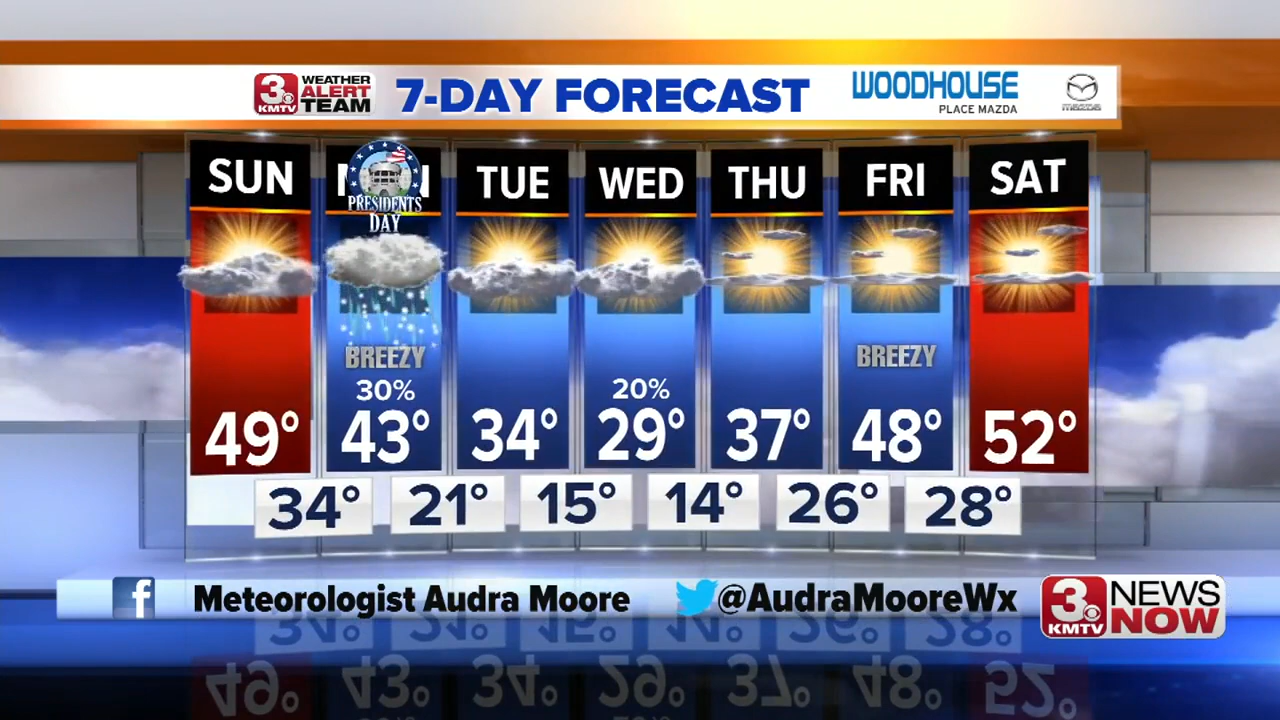 3 KMTV WEATHER ALERT TEAM 7-DAY FORECAST WOODHOUSE PLACE MAZDA mazda
SUN PRESIDENTS DAY TUE WED THU FRI SAT
BREEZY BREEZY
30% 20%
49° 43° 34° 29° 37° 48° 52°
34° 21° 15° 14° 26° 28°
f Meteorologist Audra Moore @AudraMooreWx 3 KMTV NEWS NOW